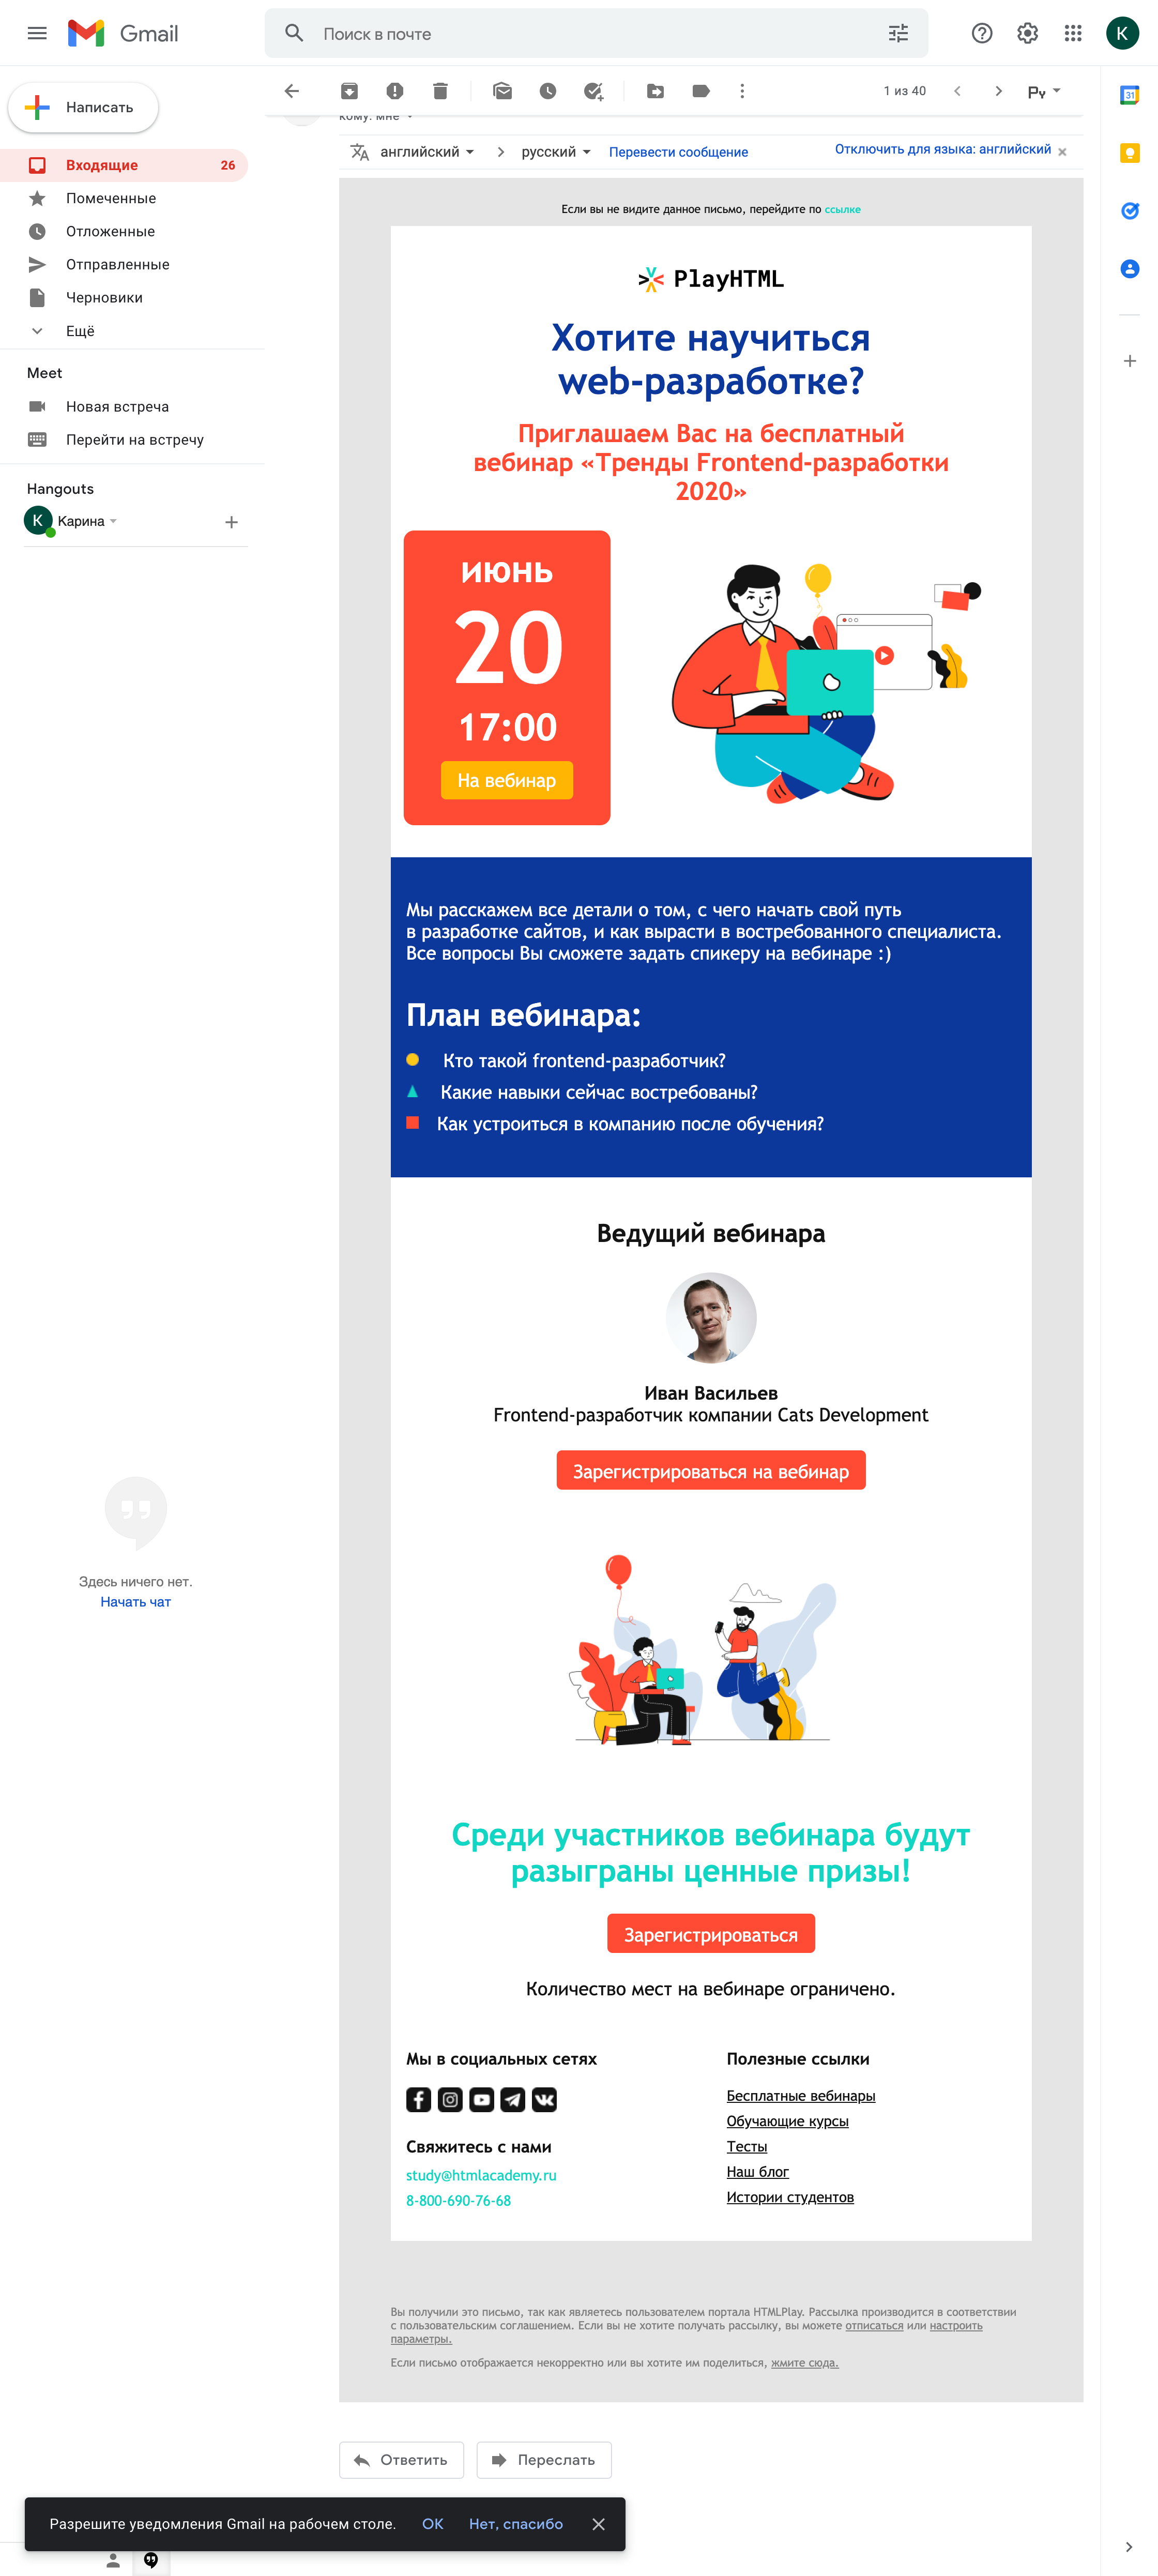 Gmail
Поиск в почте
K
Написать
1 из 40
Ру
31
кому: мне
Входящие 26
английский
русский
Перевести сообщение
Отключить для языка: английский
Помеченные
Отложенные
Отправленные
Черновики
Ещё
Meet
Новая встреча
Перейти на встречу
Hangouts
K Карина
Здесь ничего нет.
Начать чат
Если вы не видите данное письмо, перейдите по ссылке
PlayHTML
Хотите научиться
web-разработке?
Приглашаем Вас на бесплатный
вебинар «Тренды Frontend-разработки
2020»
июнь
20
17:00
На вебинар
Мы расскажем все детали о том, с чего начать свой путь
в разработке сайтов, и как вырасти в востребованного специалиста.
Все вопросы Вы сможете задать спикеру на вебинаре :)
План вебинара:
Кто такой frontend-разработчик?
Какие навыки сейчас востребованы?
Как устроиться в компанию после обучения?
Ведущий вебинара
Иван Васильев
Frontend-разработчик компании Cats Development
Зарегистрироваться на вебинар
Среди участников вебинара будут
разыграны ценные призы!
Зарегистрироваться
Количество мест на вебинаре ограничено.
Мы в социальных сетях
Свяжитесь с нами
study@htmlacademy.ru
8-800-690-76-68
Полезные ссылки
Бесплатные вебинары
Обучающие курсы
Тесты
Наш блог
Истории студентов
Вы получили это письмо, так как являетесь пользователем портала HTMLPlay. Рассылка производится в соответствии
с пользовательским соглашением. Если вы не хотите получать рассылку, вы можете отписаться или настроить
параметры.
Если письмо отображается некорректно или вы хотите им поделиться, жмите сюда.
Ответить
Переслать
Разрешите уведомления Gmail на рабочем столе. ОК Нет, спасибо